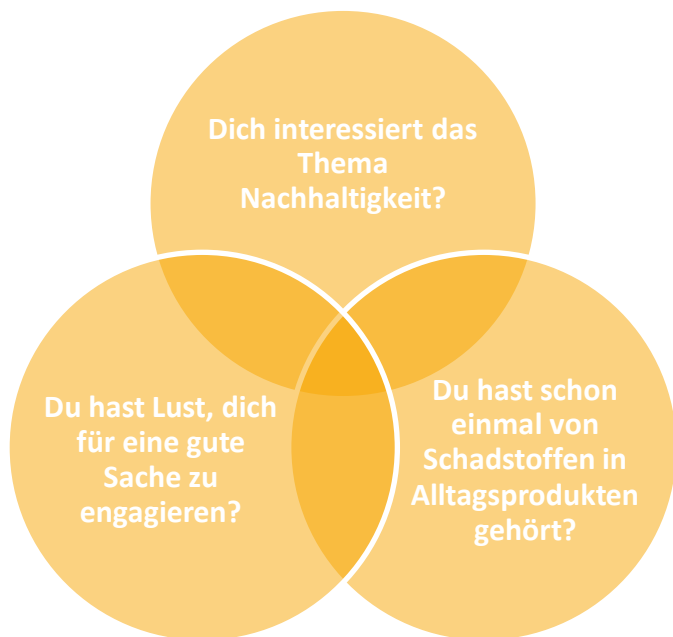 Dich interessiert das
Thema
Nachhaltigkeit?
Du hast Lust, dich
für eine gute
Sache zu
engagieren?
Du hast schon
einmal von
Schadstoffen in
Alltagsprodukten
gehört?